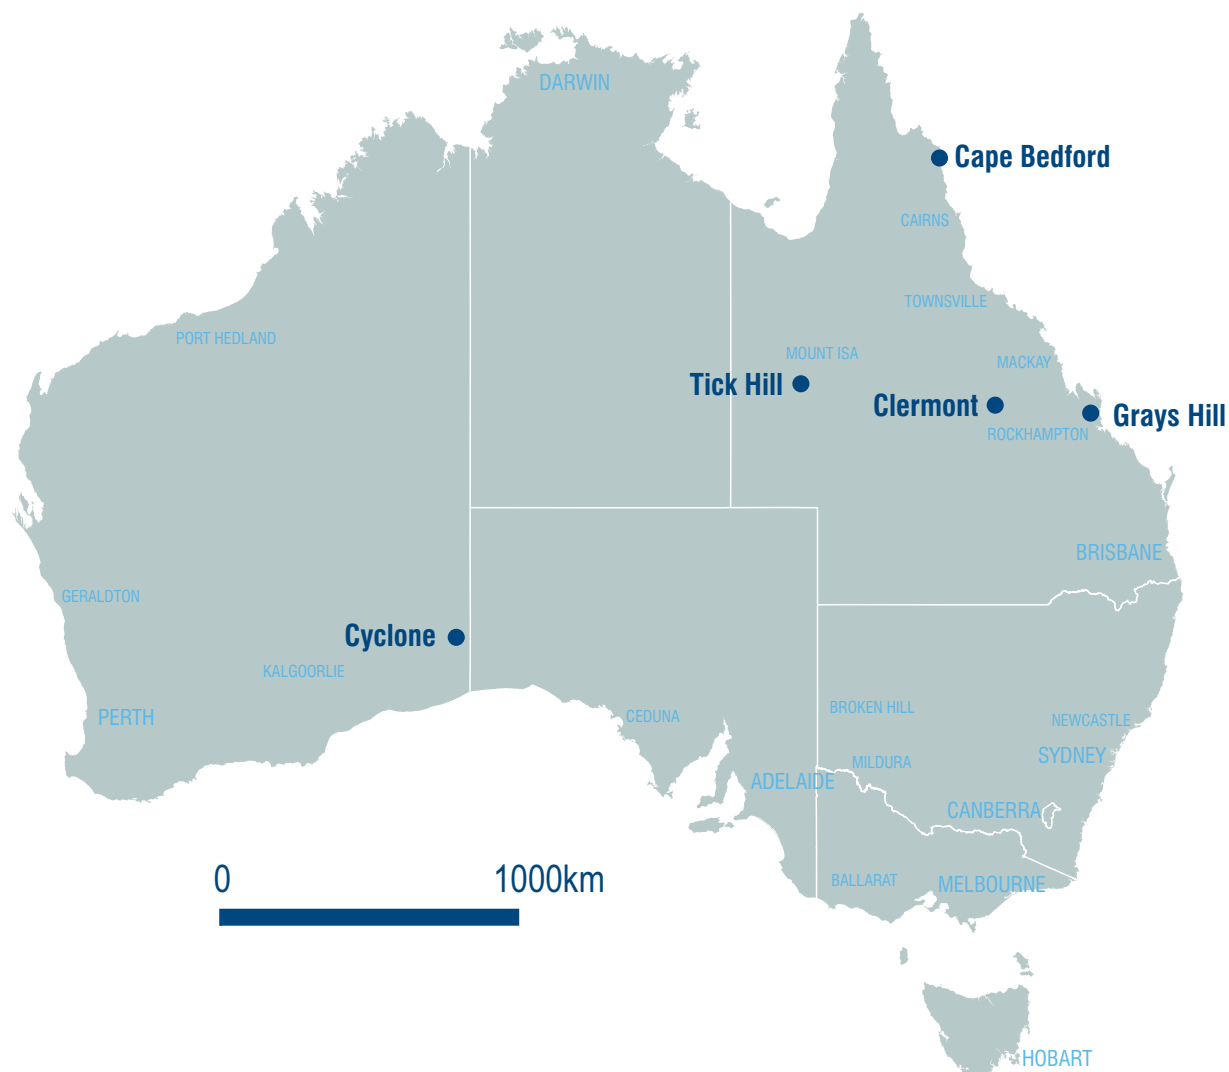 DARWIN
Cape Bedford
CAIRNS
TOWNSVILLE
PORT HEDLAND
MOUNT ISA
MACKAY
Tick Hill
Clermont
Grays Hill
ROCKHAMPTON
BRISBANE
GERALDTON
Cyclone
KALGOORLIE
PERTH
CEDUNA
BROKEN HILL
NEWCASTLE
SYDNEY
MILDURA
ADELAIDE
CANBERRA
0 1000km
BALLARAT
MELBOURNE
HOBART